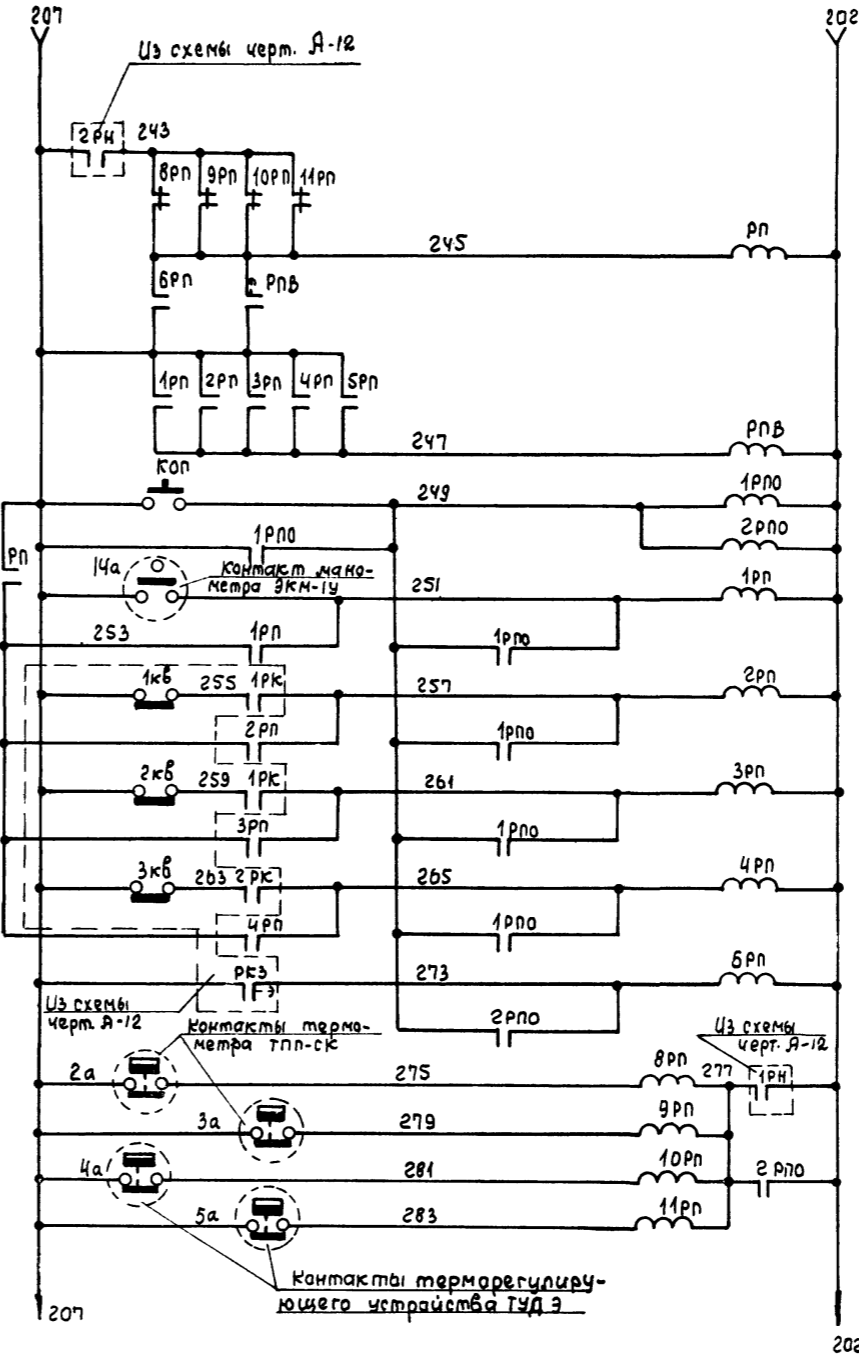 207
202
Из схемы черт. А-12
2РН
243
8РП
9РП
10РП
11РП
245
РП
6РП
РПВ
1РП
2РП
3РП
4РП
5РП
247
РПВ
КОП
249
1РПО
2РПО
РП
1РПО
14а
Контакт мано-
метра ЭКМ-1У
251
1РП
253
1РП
1РПО
1кв
255
1РК
257
2РП
2РП
1РПО
2кв
259
1РК
261
3РП
3РП
1РПО
3кв
263
2РК
265
4РП
4РП
1РПО
РКЗ
273
Э
Из схемы
черт. А-12
2РПО
Контакты термо-
метра ТПП-СК
Из схемы
черт. А-12
2а
275
8РП
277
1РН
3а
279
9РП
4а
281
10РП
2РПО
5а
283
11РП
Контакты терморегулиру-
ющего устройства ТУДЭ
207
202